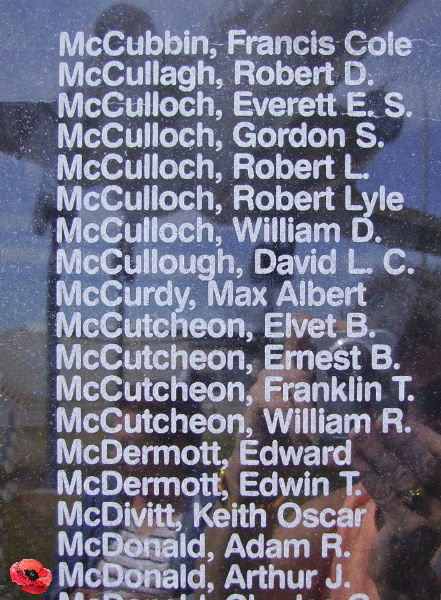 McCubbin, Francis Cole
McCullagh, Robert D.
McCulloch, Everett E. S.
McCulloch, Gordon S.
McCulloch, Robert L.
McCulloch, Robert Lyle
McCulloch, William D.
McCullough, David L. C.
McCurdy, Max Albert
McCutcheon, Elvet B.
McCutcheon, Ernest B.
McCutcheon, Franklin T.
McCutcheon, William R.
McDermott, Edward
McDermott, Edwin T.
McDivitt, Keith Oscar
McDonald, Adam R.
McDonald, Arthur J.